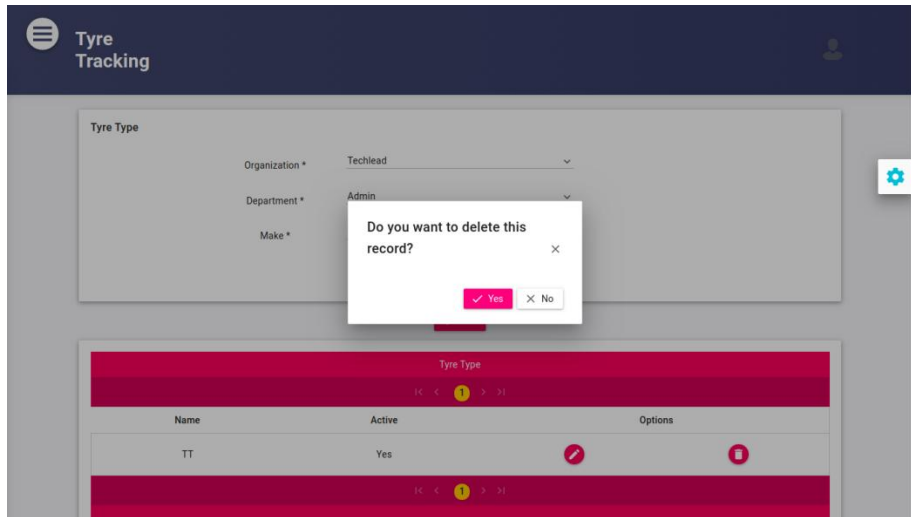 Tyre
Tracking
Tyre Type
Organization *
Techlead
Department *
Admin
Make *
Do you want to delete this
record?
Yes
No
Tyre Type
1
Name
Active
Options
TT
Yes
1